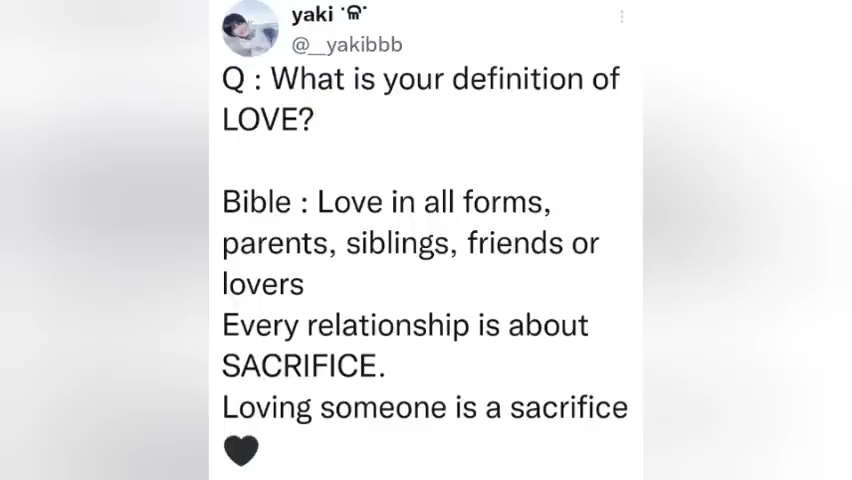 yaki ˙ଳ˙
@__yakibbb
Q : What is your definition of
LOVE?
Bible : Love in all forms,
parents, siblings, friends or
lovers
Every relationship is about
SACRIFICE.
Loving someone is a sacrifice
🖤